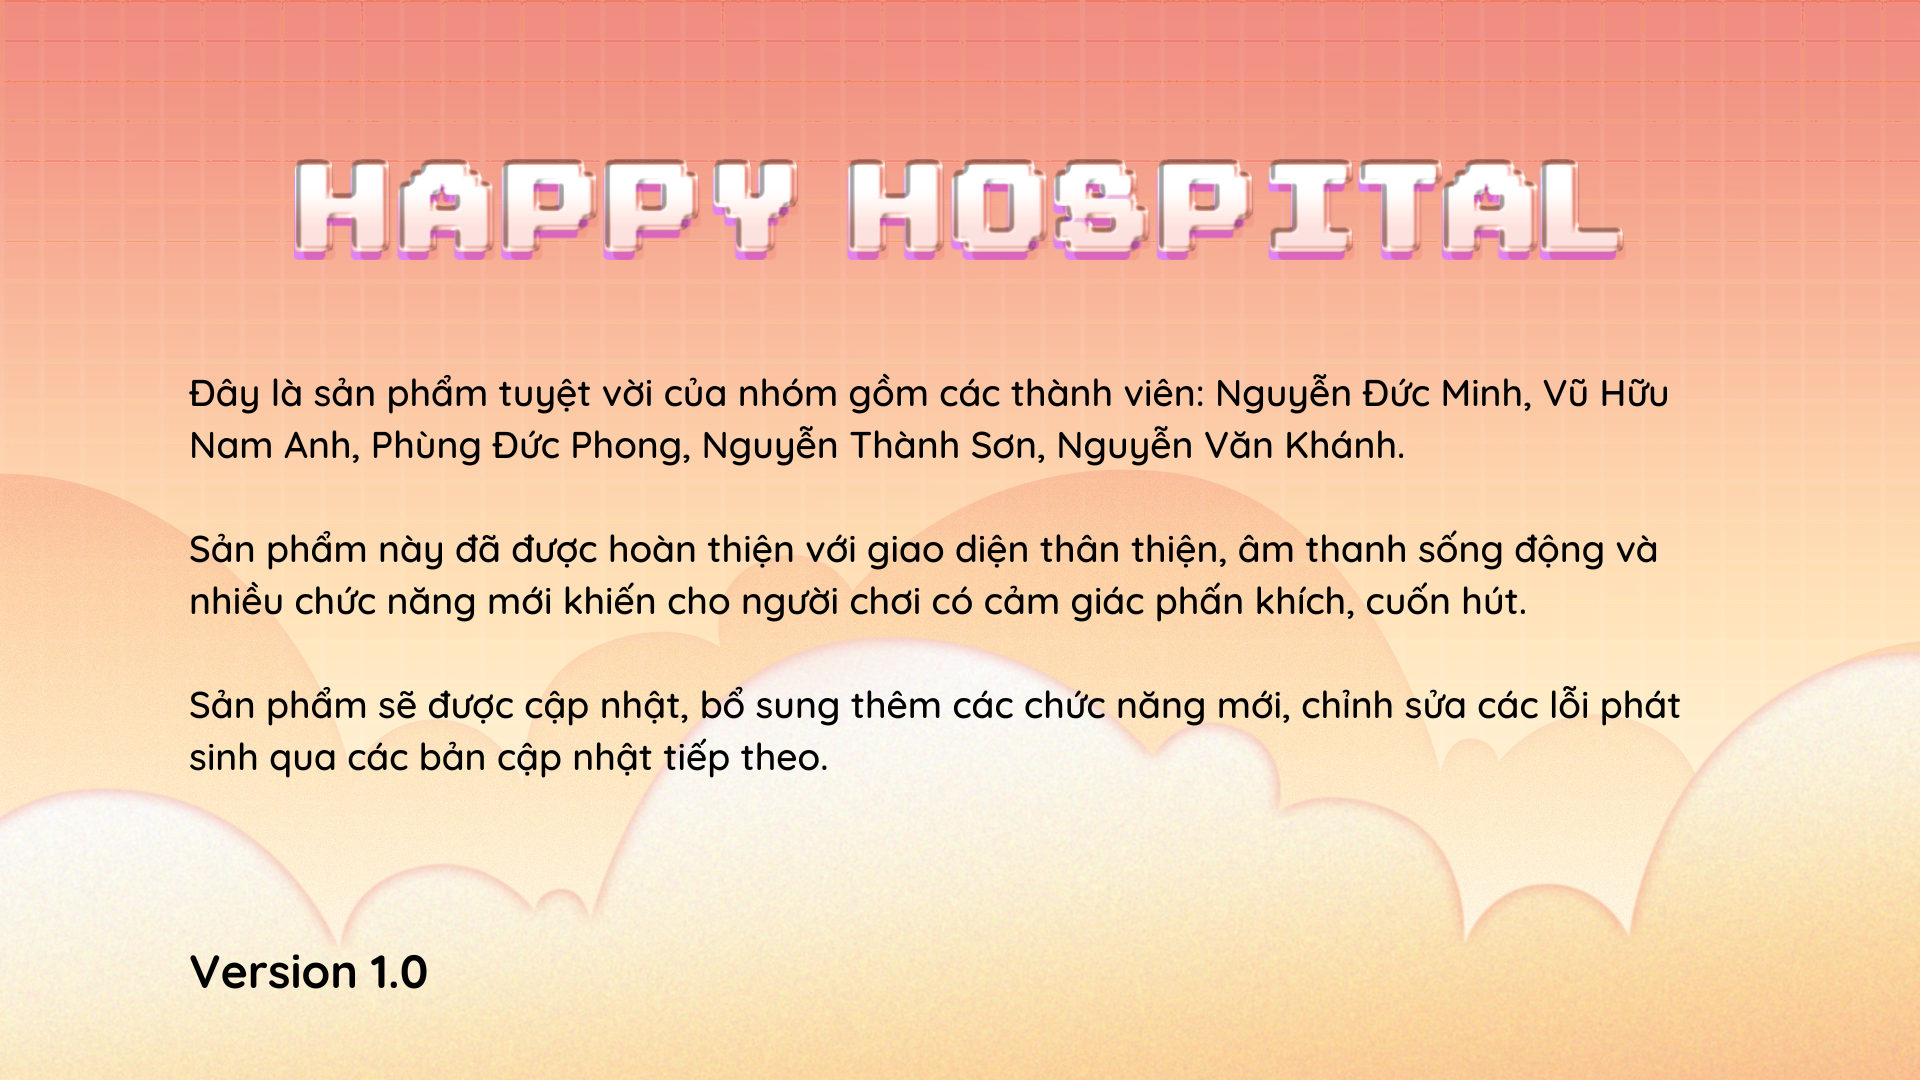 HAPPY HOSPITAL
Đây là sản phẩm tuyệt vời của nhóm gồm các thành viên: Nguyễn Đức Minh, Vũ Hữu
Nam Anh, Phùng Đức Phong, Nguyễn Thành Sơn, Nguyễn Văn Khánh.
Sản phẩm này đã được hoàn thiện với giao diện thân thiện, âm thanh sống động và
nhiều chức năng mới khiến cho người chơi có cảm giác phấn khích, cuốn hút.
Sản phẩm sẽ được cập nhật, bổ sung thêm các chức năng mới, chỉnh sửa các lỗi phát
sinh qua các bản cập nhật tiếp theo.
Version 1.0